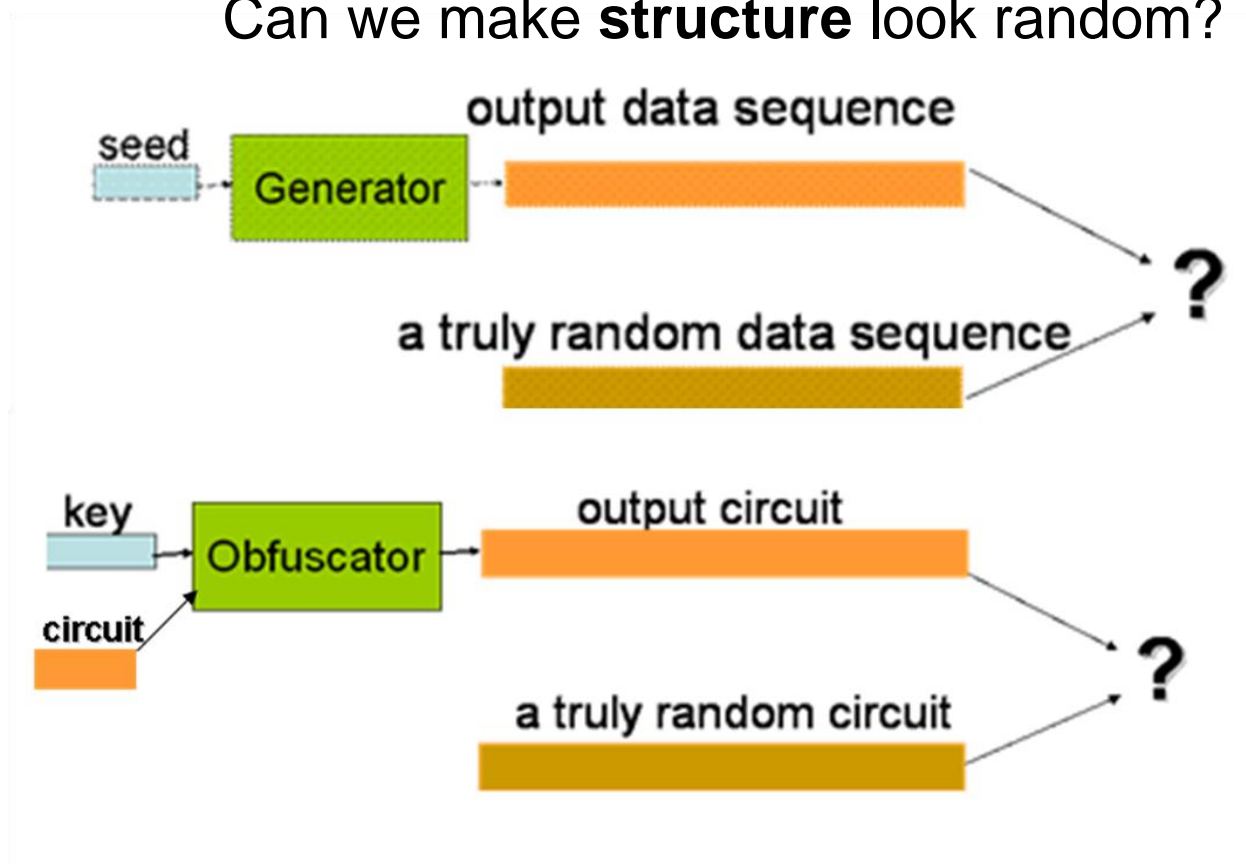 Can we make structure look random?
output data sequence
seed
Generator
?
a truly random data sequence
key
output circuit
Obfuscator
circuit
?
a truly random circuit